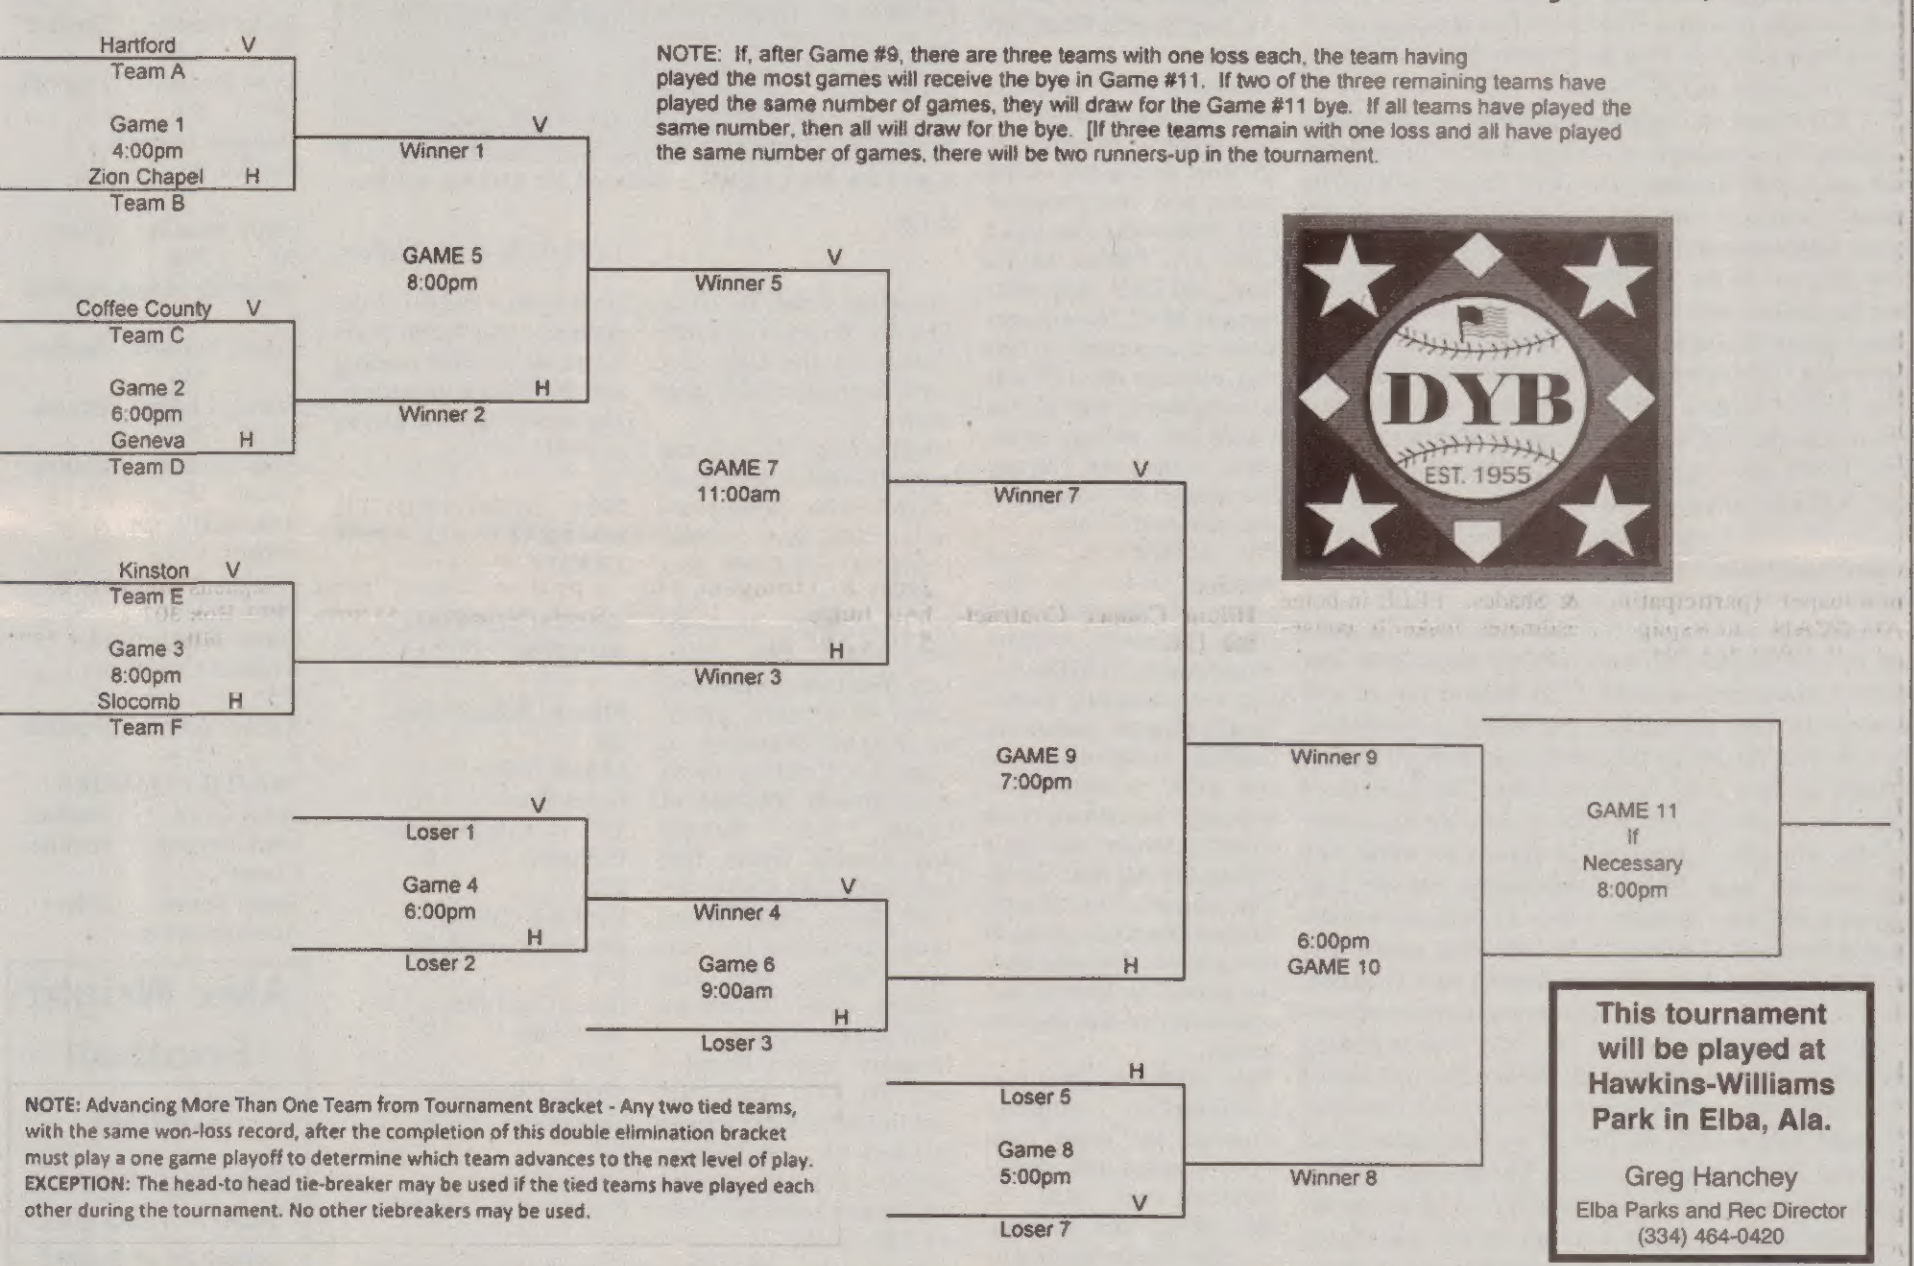 Hartford V
Team A
Game 1
4:00pm
Zion Chapel H
Team B
Coffee County V
Team C
Game 2
6:00pm
Geneva H
Team D
Kinston V
Team E
Game 3
8:00pm
Slocomb H
Team F
V
Winner 1
GAME 5
8:00pm
H
Winner 2
V
Winner 5
GAME 7
11:00am
H
Winner 3
V
Loser 1
Game 4
6:00pm
H
Loser 2
V
Winner 4
Game 6
9:00am
H
Loser 3
V
Winner 7
GAME 9
7:00pm
H
H
Loser 5
Game 8
5:00pm
V
Loser 7
Winner 9
6:00pm
GAME 10
Winner 8
GAME 11
If
Necessary
8:00pm
NOTE: If, after Game #9, there are three teams with one loss each, the team having
played the most games will receive the bye in Game #11. If two of the three remaining teams have
played the same number of games, they will draw for the Game #11 bye. If all teams have played the
same number, then all will draw for the bye. [If three teams remain with one loss and all have played
the same number of games, there will be two runners-up in the tournament.
DYB
EST. 1955
NOTE: Advancing More Than One Team from Tournament Bracket - Any two tied teams,
with the same won-loss record, after the completion of this double elimination bracket
must play a one game playoff to determine which team advances to the next level of play.
EXCEPTION: The head-to head tie-breaker may be used if the tied teams have played each
other during the tournament. No other tiebreakers may be used.
This tournament
will be played at
Hawkins-Williams
Park in Elba, Ala.
Greg Hanchey
Elba Parks and Rec Director
(334) 464-0420